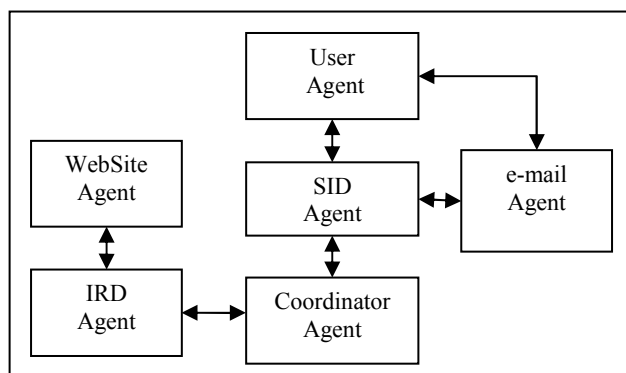 User
Agent
WebSite
Agent
SID
Agent
e-mail
Agent
IRD
Agent
Coordinator
Agent